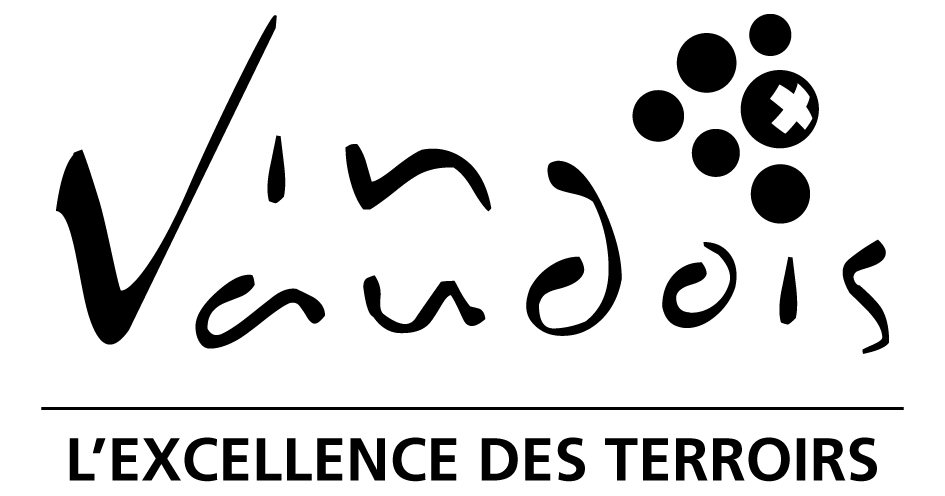 Vin
Vaudois
L'EXCELLENCE DES TERROIRS